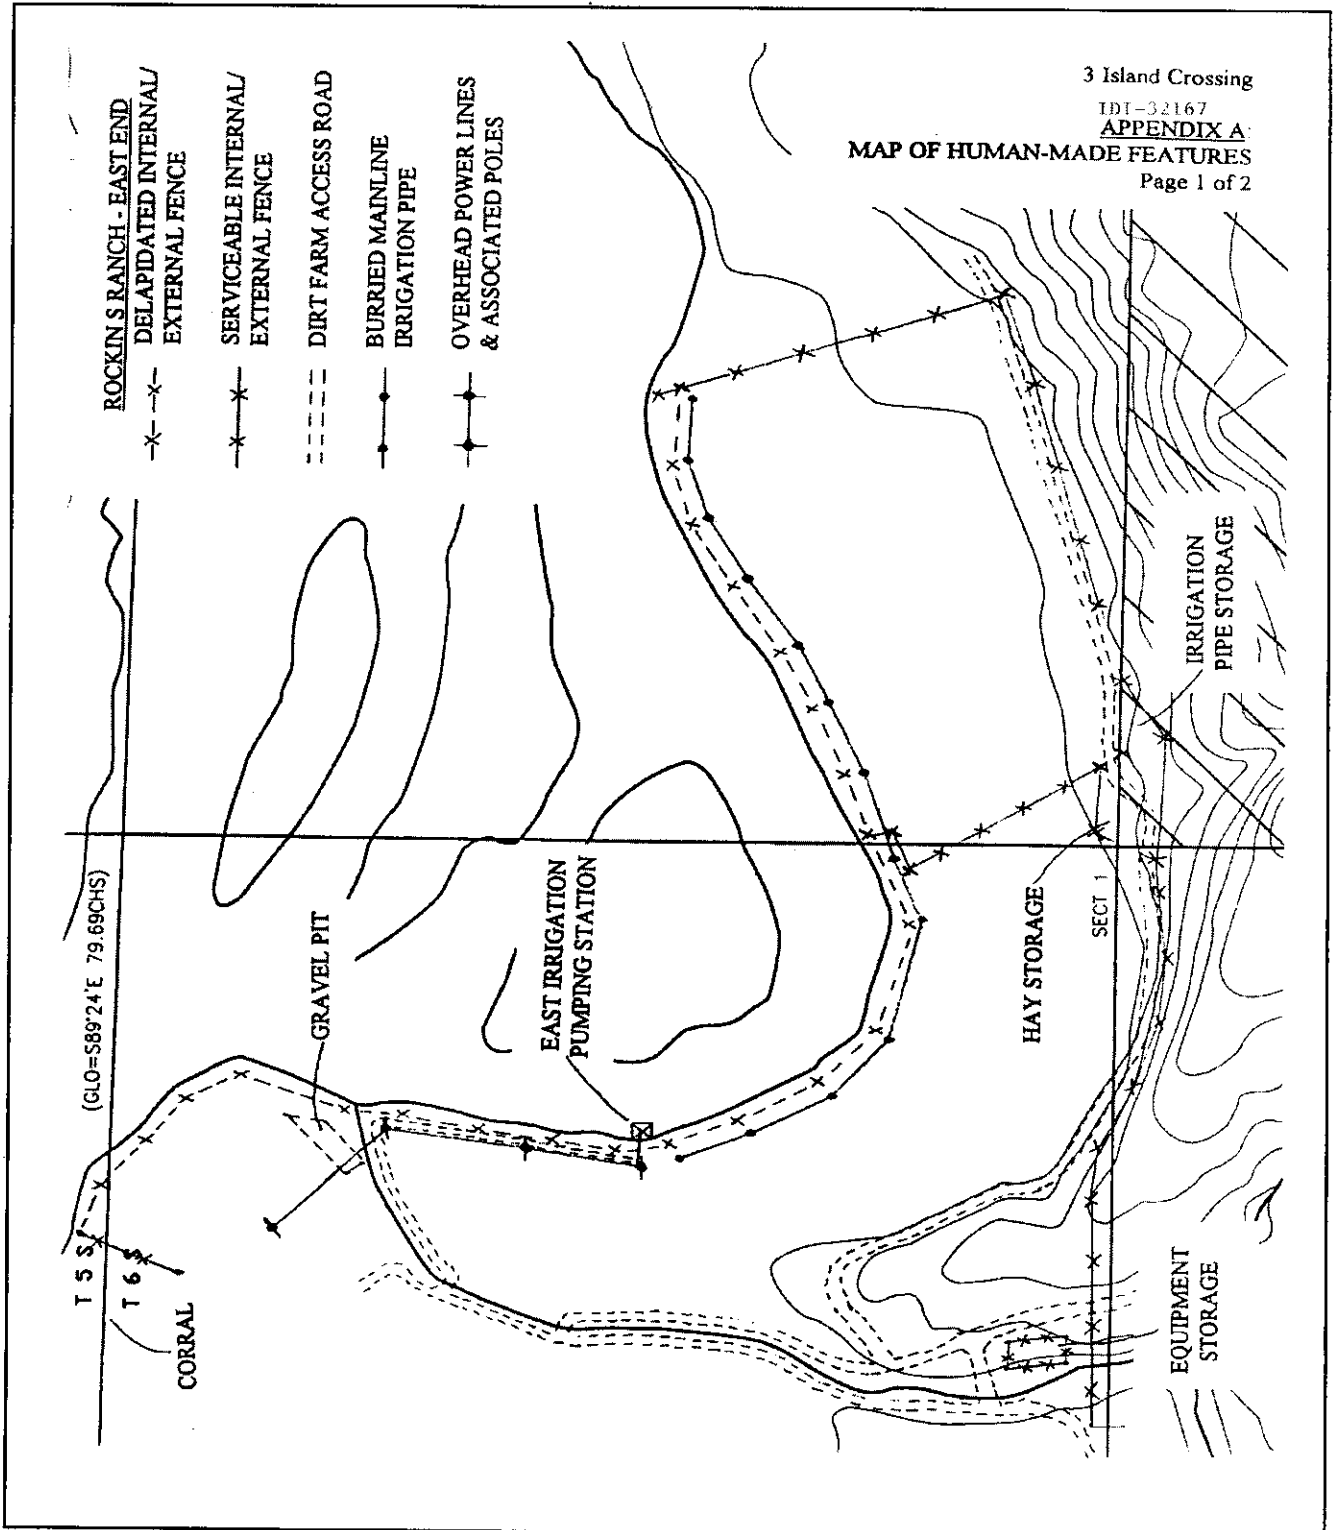 3 Island Crossing
IDI-32167
APPENDIX A
MAP OF HUMAN-MADE FEATURES
Page 1 of 2
ROCKIN S RANCH - EAST END
DELAPIDATED INTERNAL/
EXTERNAL FENCE
SERVICEABLE INTERNAL/
EXTERNAL FENCE
DIRT FARM ACCESS ROAD
BURRIED MAINLINE
IRRIGATION PIPE
OVERHEAD POWER LINES
& ASSOCIATED POLES
(GLO=S89°24'E 79.69CHS)
T 5 S
T 6 S
CORRAL
GRAVEL PIT
EAST IRRIGATION
PUMPING STATION
HAY STORAGE
SECT 1
IRRIGATION
PIPE STORAGE
EQUIPMENT
STORAGE